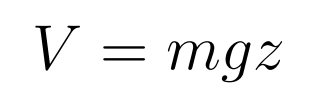 V = mgz